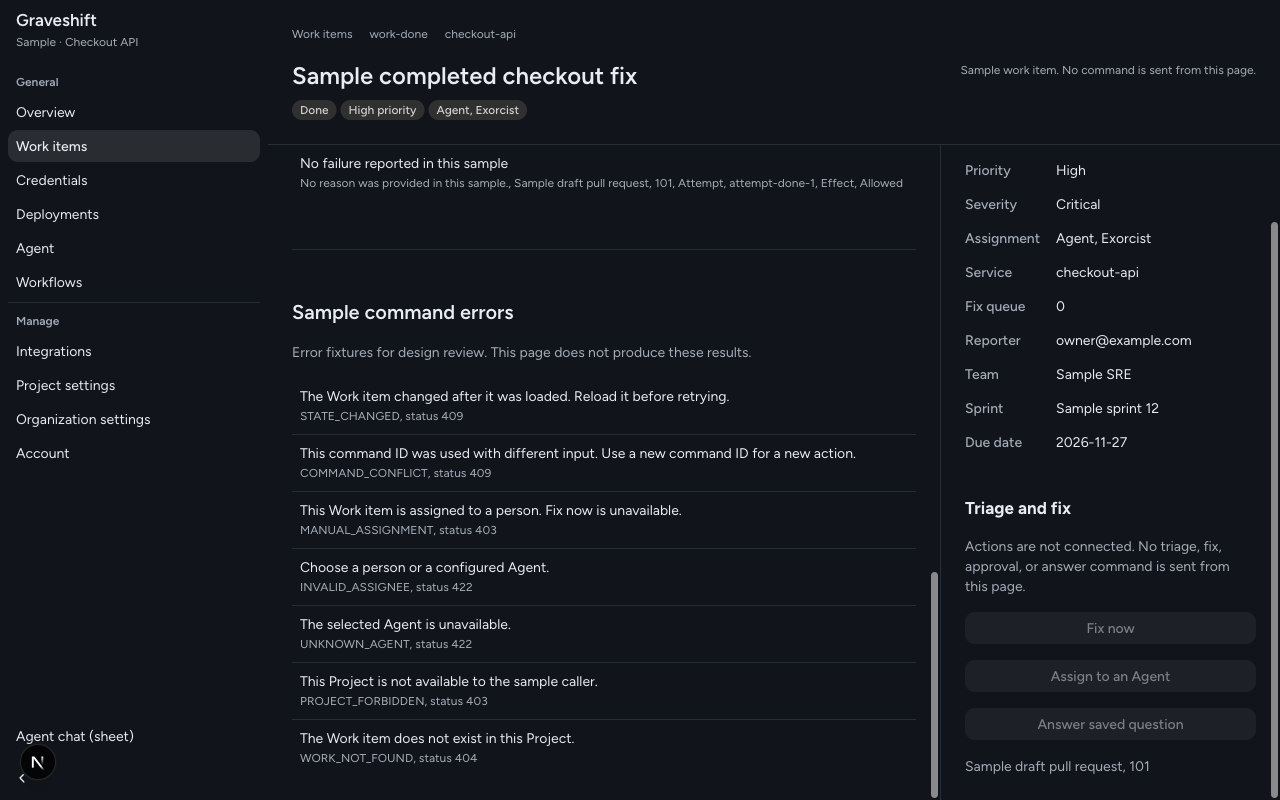 Graveshift
Sample · Checkout API
General
Overview
Work items
Credentials
Deployments
Agent
Workflows
Manage
Integrations
Project settings
Organization settings
Account
Agent chat (sheet)
N
Work items work-done checkout-api
Sample completed checkout fix
Done High priority Agent, Exorcist
Sample work item. No command is sent from this page.
No failure reported in this sample
No reason was provided in this sample., Sample draft pull request, 101, Attempt, attempt-done-1, Effect, Allowed
Sample command errors
Error fixtures for design review. This page does not produce these results.
The Work item changed after it was loaded. Reload it before retrying.
STATE_CHANGED, status 409
This command ID was used with different input. Use a new command ID for a new action.
COMMAND_CONFLICT, status 409
This Work item is assigned to a person. Fix now is unavailable.
MANUAL_ASSIGNMENT, status 403
Choose a person or a configured Agent.
INVALID_ASSIGNEE, status 422
The selected Agent is unavailable.
UNKNOWN_AGENT, status 422
This Project is not available to the sample caller.
PROJECT_FORBIDDEN, status 403
The Work item does not exist in this Project.
WORK_NOT_FOUND, status 404
Priority High
Severity Critical
Assignment Agent, Exorcist
Service checkout-api
Fix queue 0
Reporter owner@example.com
Team Sample SRE
Sprint Sample sprint 12
Due date 2026-11-27
Triage and fix
Actions are not connected. No triage, fix,
approval, or answer command is sent from
this page.
Fix now
Assign to an Agent
Answer saved question
Sample draft pull request, 101